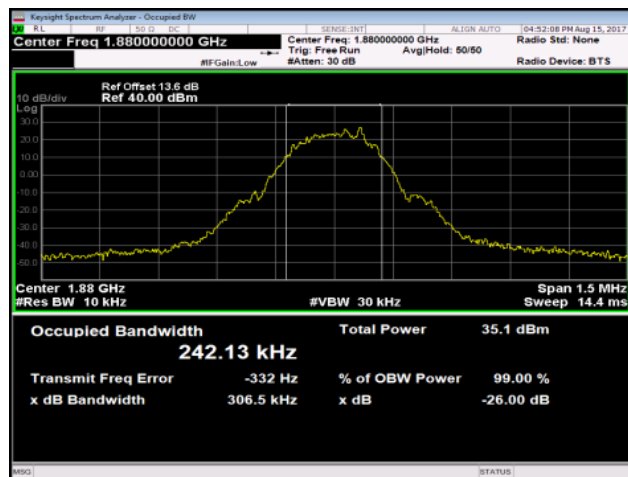 Keysight Spectrum Analyzer - Occupied BW
RL RF 50 Ω DC SENSE:INT ALIGN AUTO 04:52:08 PM Aug 15, 2017
Center Freq 1.880000000 GHz Center Freq: 1.880000000 GHz Radio Std: None
Trig: Free Run Avg|Hold: 50/50
#IFGain:Low #Atten: 30 dB Radio Device: BTS
Ref Offset 13.6 dB
10 dB/div Ref 40.00 dBm
Log
30.0
20.0
10.0
0.00
-10.0
-20.0
-30.0
-40.0
-50.0
Center 1.88 GHz Span 1.5 MHz
#Res BW 10 kHz #VBW 30 kHz Sweep 14.4 ms
Occupied Bandwidth Total Power 35.1 dBm
242.13 kHz
Transmit Freq Error -332 Hz % of OBW Power 99.00 %
x dB Bandwidth 306.5 kHz x dB -26.00 dB
MSG STATUS